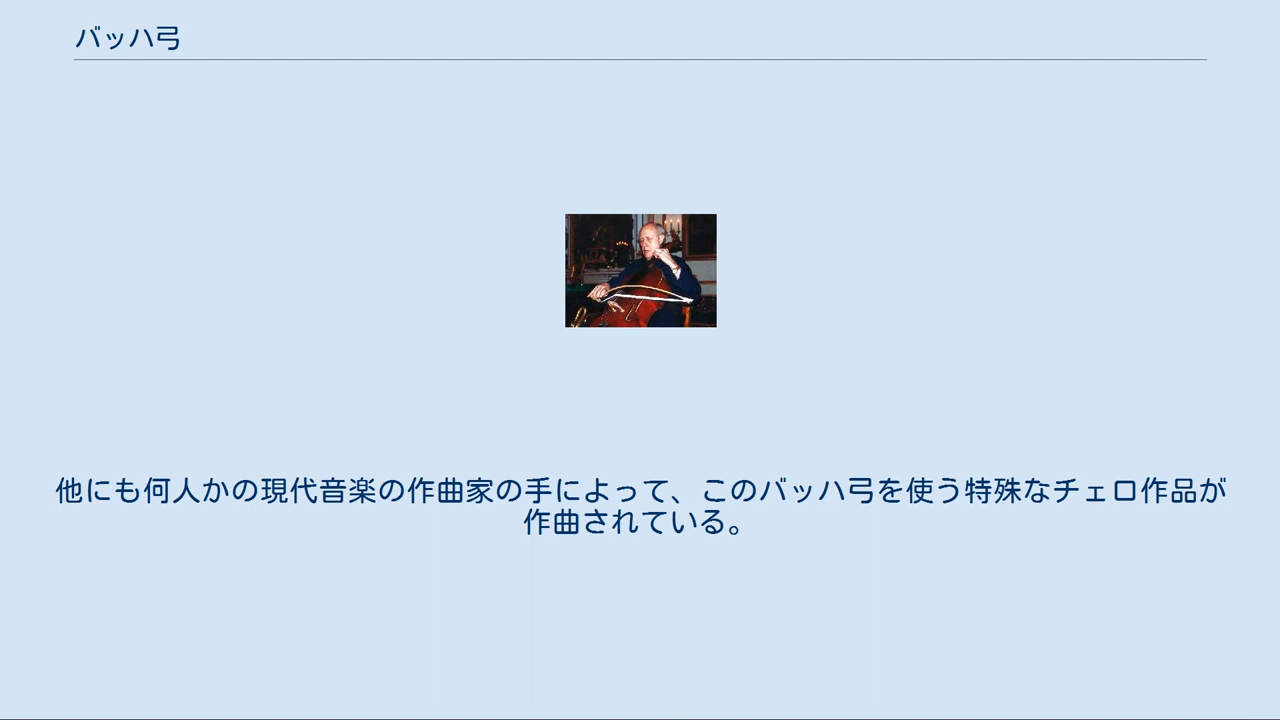 バッハ弓
他にも何人かの現代音楽の作曲家の手によって、このバッハ弓を使う特殊なチェロ作品が
作曲されている。